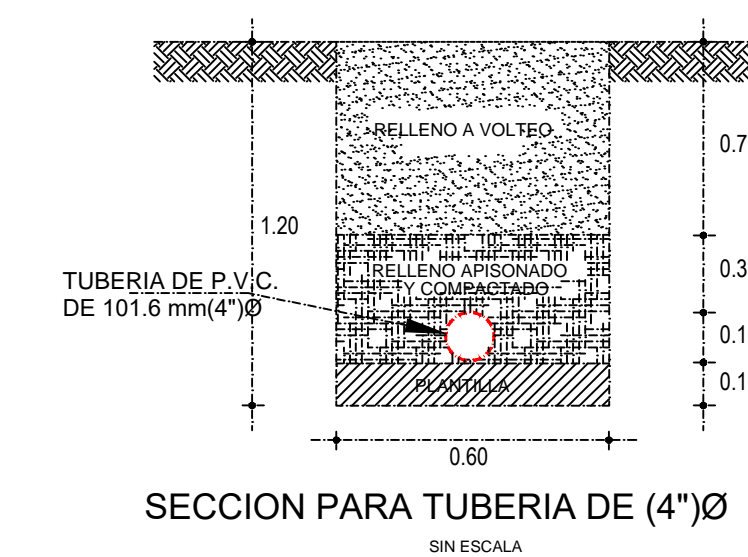 RELLENO A VOLTEO
0.7
1.20
RELLENO APISONADO
Y COMPACTADO
0.3
TUBERIA DE P.V.C.
DE 101.6 mm(4")Ø
0.1
PLANTILLA
0.1
0.60
SECCION PARA TUBERIA DE (4")Ø
SIN ESCALA